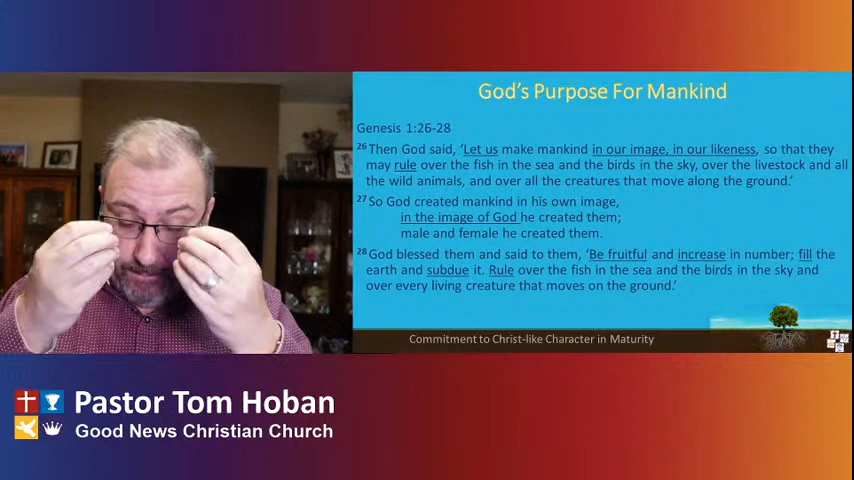 God's Purpose For Mankind
Genesis 1:26-28
26 Then God said, 'Let us make mankind in our image, in our likeness, so that they
may rule over the fish in the sea and the birds in the sky, over the livestock and all
the wild animals, and over all the creatures that move along the ground.'
27 So God created mankind in his own image,
in the image of God he created them;
male and female he created them.
28 God blessed them and said to them, 'Be fruitful and increase in number; fill the
earth and subdue it. Rule over the fish in the sea and the birds in the sky and
over every living creature that moves on the ground.'
Commitment to Christ-like Character in Maturity
Pastor Tom Hoban
Good News Christian Church